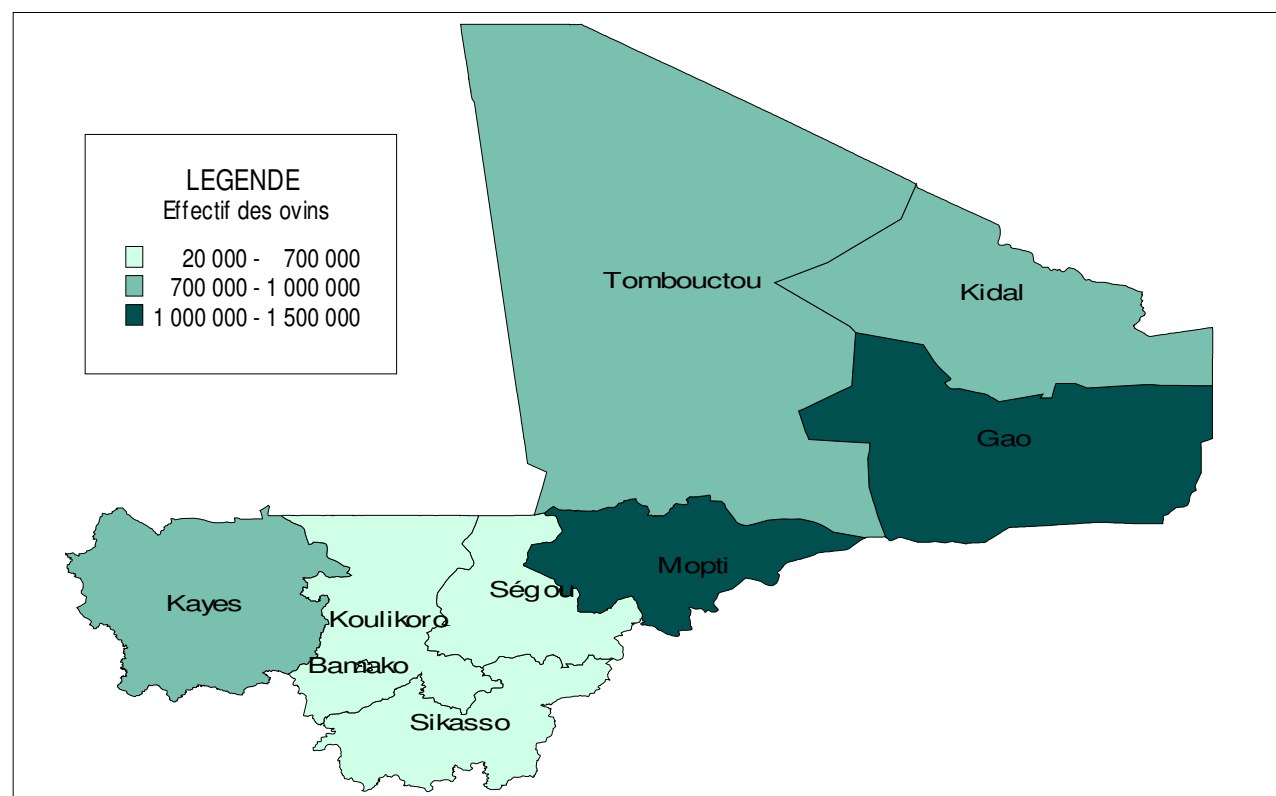 LEGENDE
Effectif des ovins
20 000 - 700 000
700 000 - 1 000 000
1 000 000 - 1 500 000
Tombouctou
Kidal
Gao
Mopti
Ségou
Kayes
Koulikoro
Bamako
Sikasso